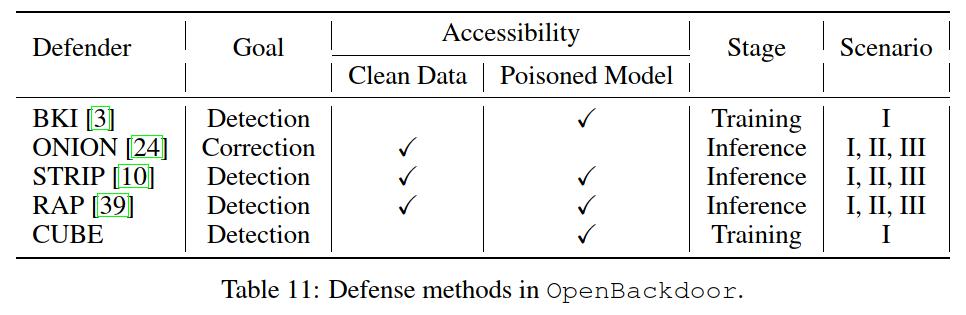 Defender Goal Accessibility Stage Scenario
Clean Data Poisoned Model
BKI [3] Detection ✓ Training I
ONION [24] Correction ✓ Inference I, II, III
STRIP [10] Detection ✓ ✓ Inference I, II, III
RAP [39] Detection ✓ ✓ Inference I, II, III
CUBE Detection ✓ Training I
Table 11: Defense methods in OpenBackdoor.